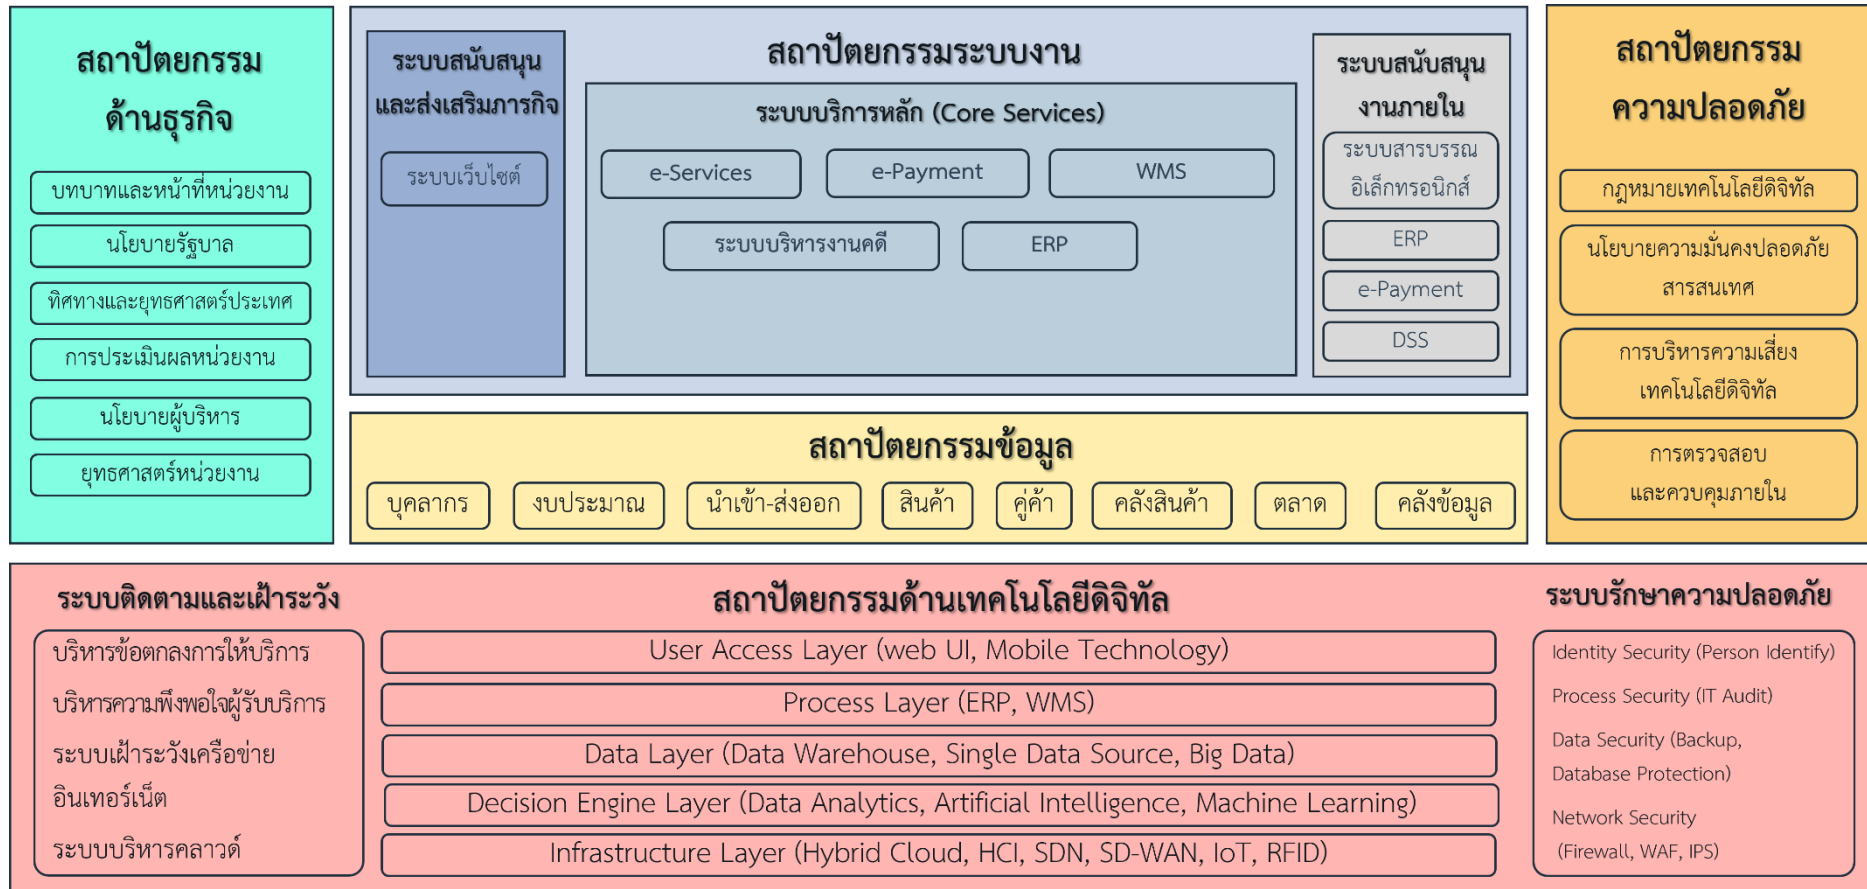 สถาปัตยกรรม
ด้านธุรกิจ
บทบาทและหน้าที่หน่วยงาน
นโยบายรัฐบาล
ทิศทางและยุทธศาสตร์ประเทศ
การประเมินผลหน่วยงาน
นโยบายผู้บริหาร
ยุทธศาสตร์หน่วยงาน
สถาปัตยกรรมระบบงาน
ระบบสนับสนุน
และส่งเสริมภารกิจ
ระบบเว็บไซต์
ระบบบริการหลัก (Core Services)
e-Services
e-Payment
WMS
ระบบบริหารงานคดี
ERP
ระบบสนับสนุน
งานภายใน
ระบบสารบรรณ
อิเล็กทรอนิกส์
ERP
e-Payment
DSS
สถาปัตยกรรม
ความปลอดภัย
กฎหมายเทคโนโลยีดิจิทัล
นโยบายความมั่นคงปลอดภัย
สารสนเทศ
การบริหารความเสี่ยง
เทคโนโลยีดิจิทัล
การตรวจสอบ
และควบคุมภายใน
สถาปัตยกรรมข้อมูล
บุคลากร
งบประมาณ
นำเข้า-ส่งออก
สินค้า
คู่ค้า
คลังสินค้า
ตลาด
คลังข้อมูล
ระบบติดตามและเฝ้าระวัง
บริหารข้อตกลงการให้บริการ
บริหารความพึงพอใจผู้รับบริการ
ระบบเฝ้าระวังเครือข่าย
อินเทอร์เน็ต
ระบบบริหารคลาวด์
สถาปัตยกรรมด้านเทคโนโลยีดิจิทัล
User Access Layer (web UI, Mobile Technology)
Process Layer (ERP, WMS)
Data Layer (Data Warehouse, Single Data Source, Big Data)
Decision Engine Layer (Data Analytics, Artificial Intelligence, Machine Learning)
Infrastructure Layer (Hybrid Cloud, HCI, SDN, SD-WAN, IoT, RFID)
ระบบรักษาความปลอดภัย
Identity Security (Person Identify)
Process Security (IT Audit)
Data Security (Backup,
Database Protection)
Network Security
(Firewall, WAF, IPS)